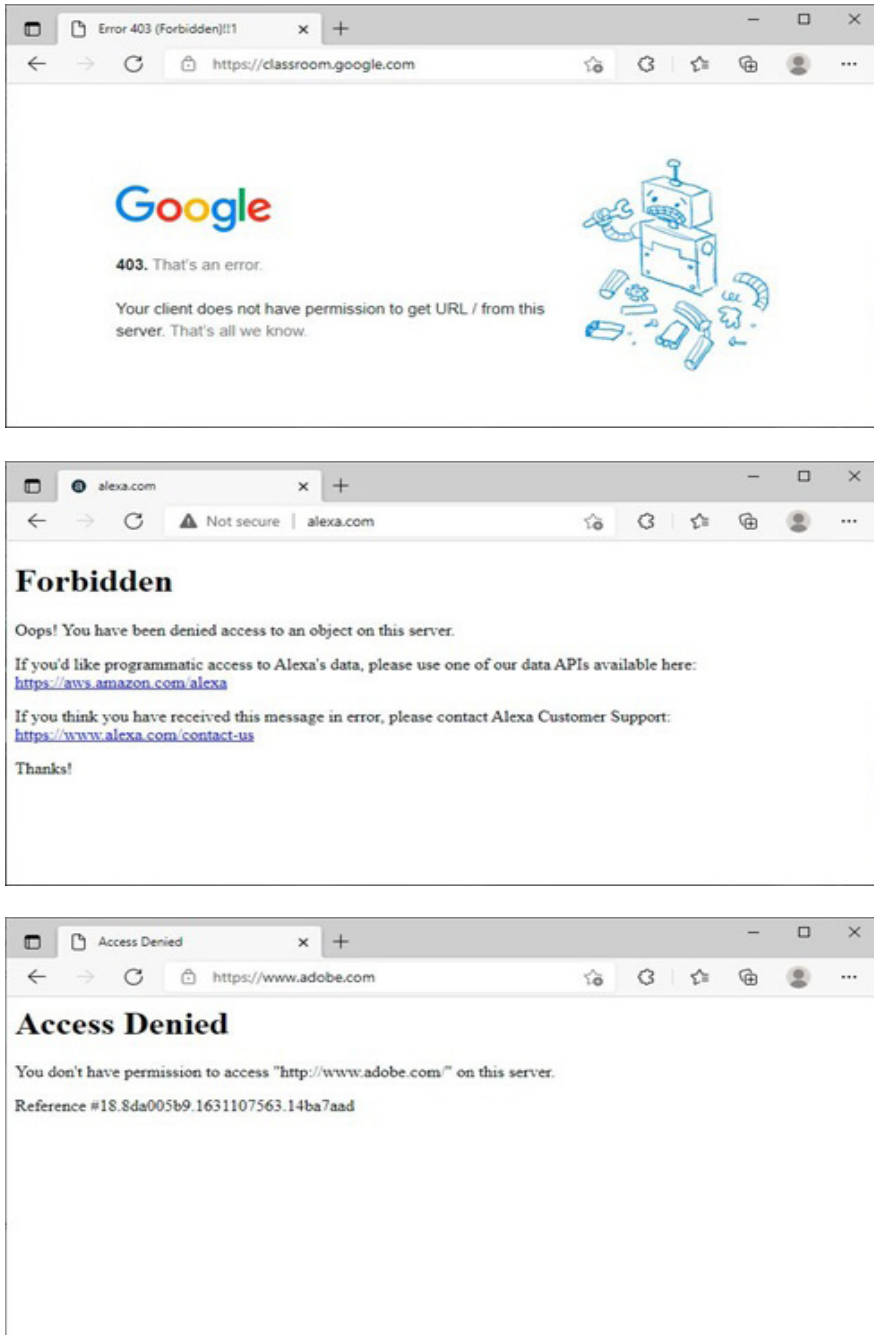 Error 403 (Forbidden)!!1
https://classroom.google.com
Google
403. That's an error.
Your client does not have permission to get URL / from this
server. That's all we know.
alexa.com
Not secure | alexa.com
Forbidden
Oops! You have been denied access to an object on this server.
If you'd like programmatic access to Alexa's data, please use one of our data APIs available here:
https://aws.amazon.com/alexa
If you think you have received this message in error, please contact Alexa Customer Support:
https://www.alexa.com/contact-us
Thanks!
Access Denied
https://www.adobe.com
Access Denied
You don't have permission to access "http://www.adobe.com/" on this server.
Reference #18.8da005b9.1631107563.14ba7aad